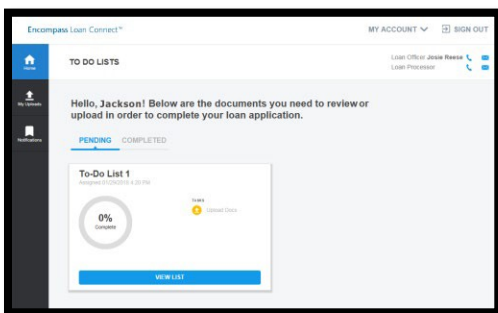 Encompass Loan Connect™
MY ACCOUNT
SIGN OUT
Home
My Uploads
Notifications
TO DO LISTS
Loan Officer Josie Reese
Loan Processor
Hello, Jackson! Below are the documents you need to review or
upload in order to complete your loan application.
PENDING COMPLETED
To-Do List 1
0%
Complete
Upload Docs
VIEW LIST